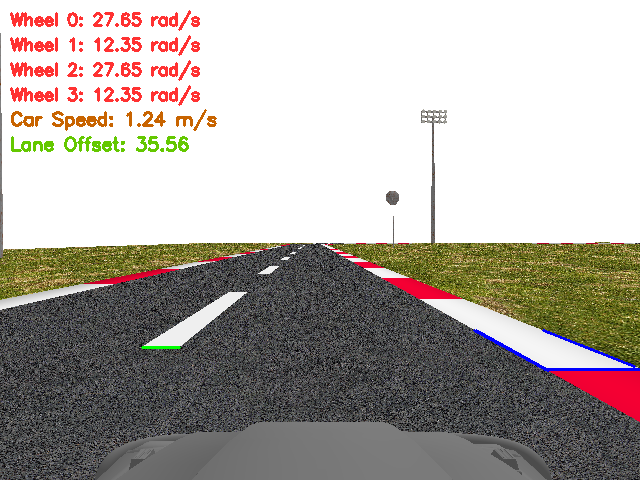 Wheel 0: 27.65 rad/s
Wheel 1: 12.35 rad/s
Wheel 2: 27.65 rad/s
Wheel 3: 12.35 rad/s
Car Speed: 1.24 m/s
Lane Offset: 35.56